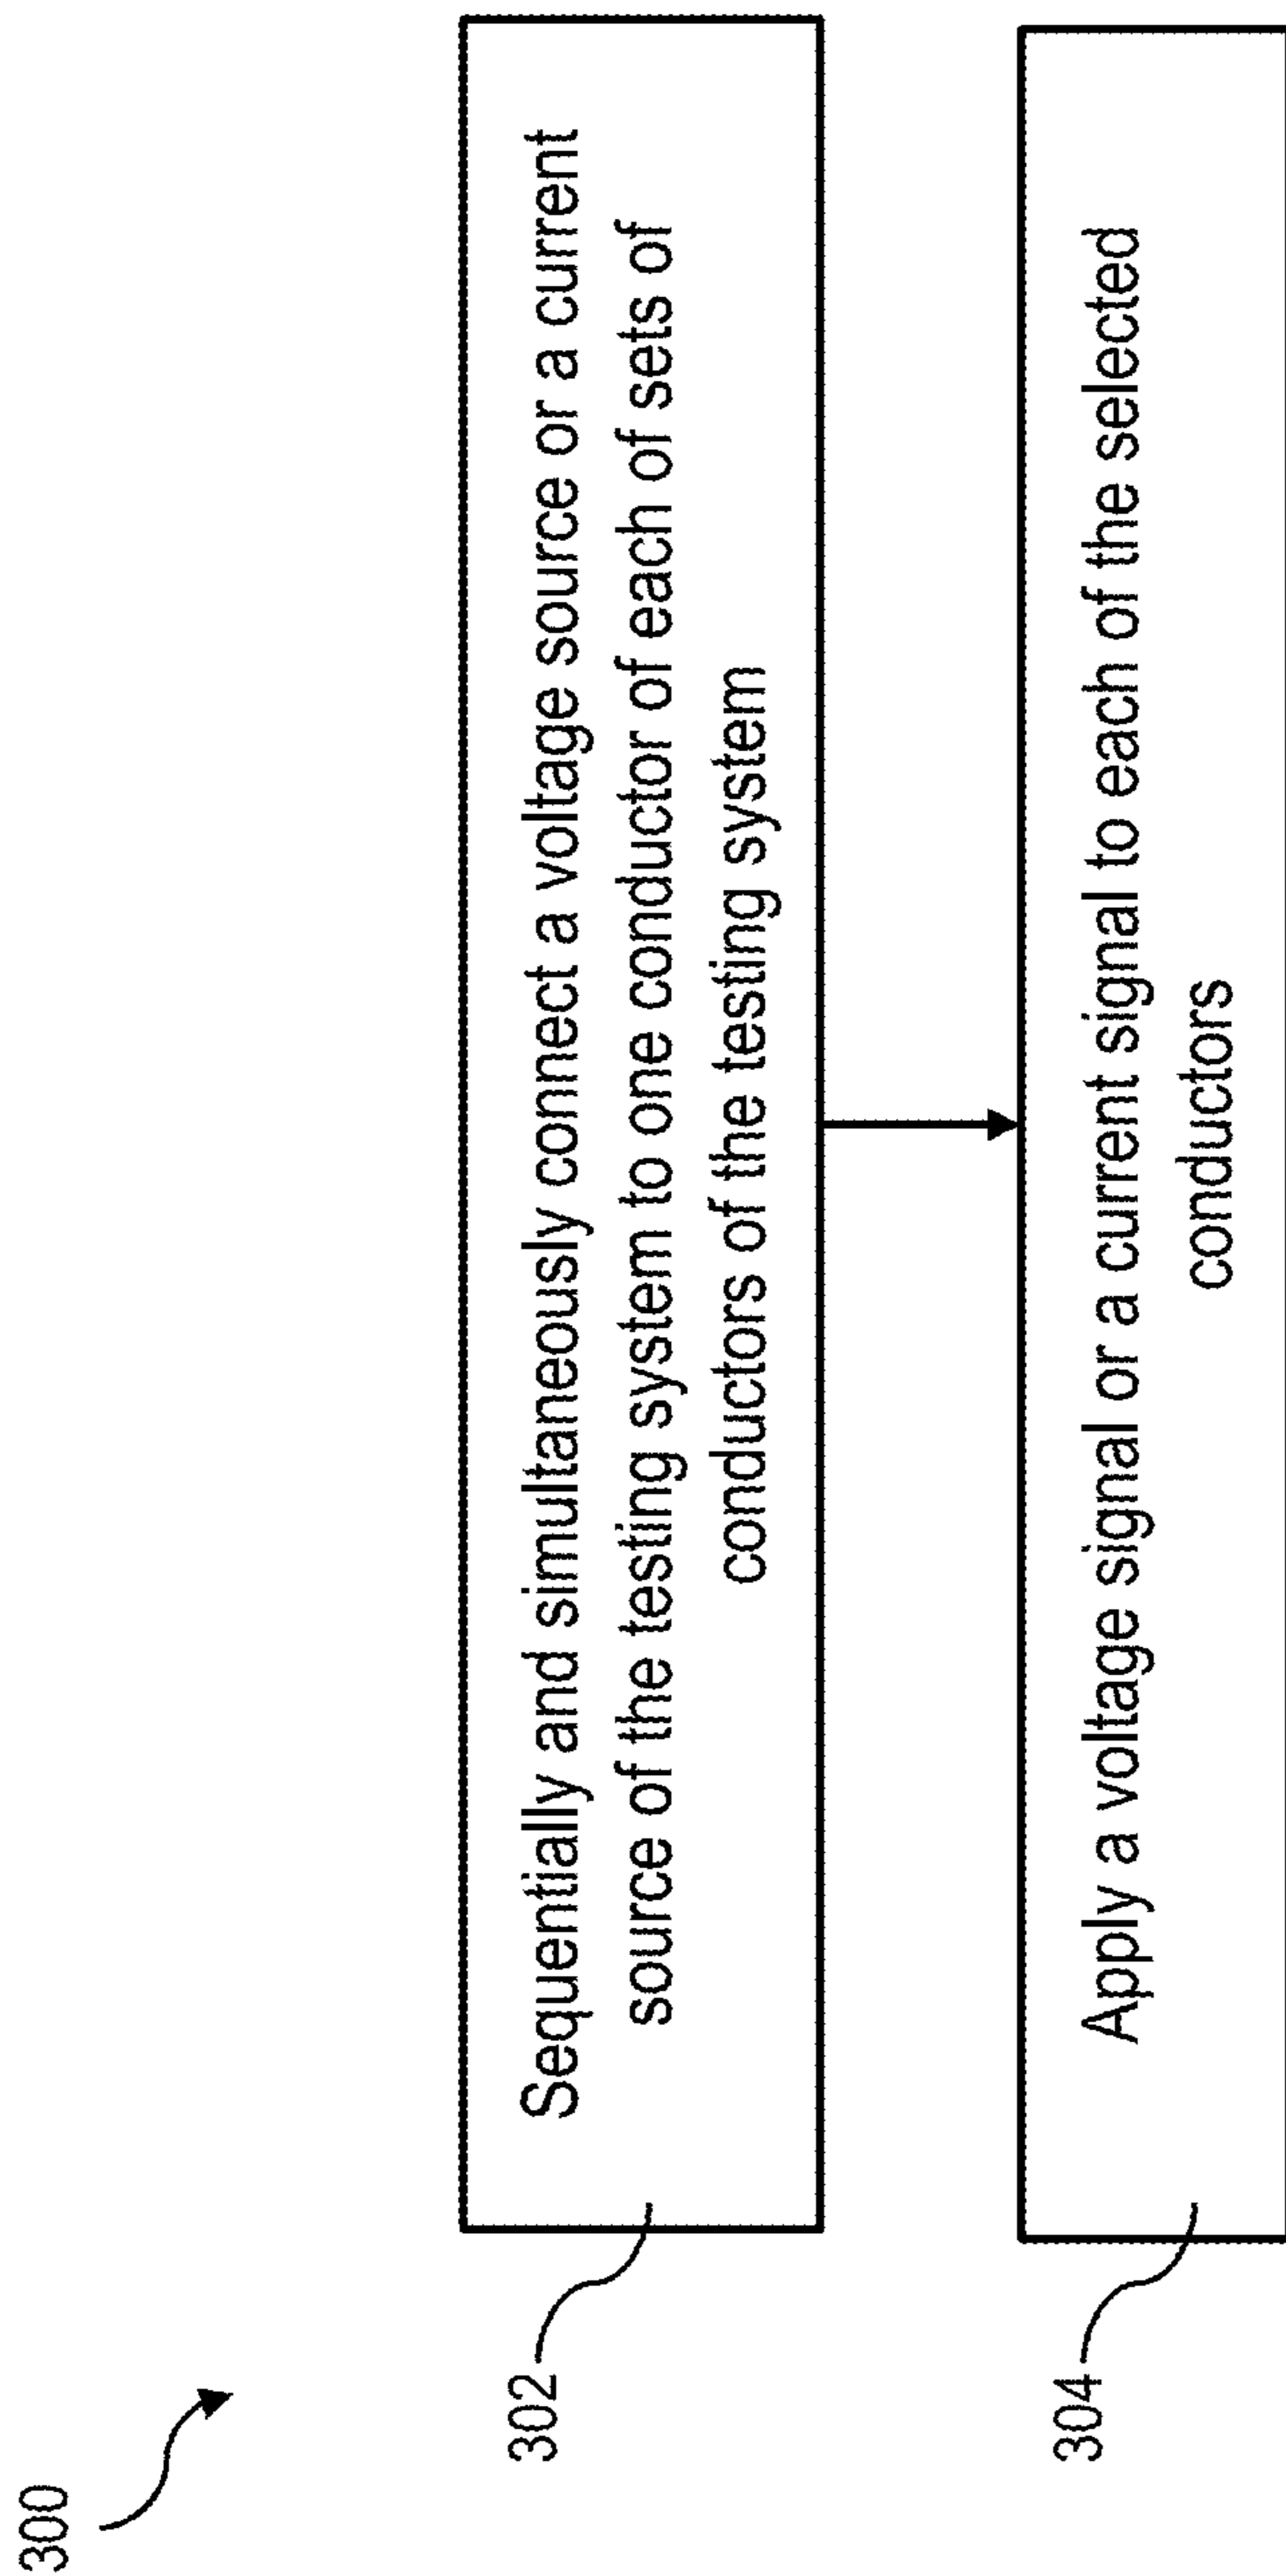 300
302
Sequentially and simultaneously connect a voltage source or a current
source of the testing system to one conductor of each of sets of
conductors of the testing system
304
Apply a voltage signal or a current signal to each of the selected
conductors